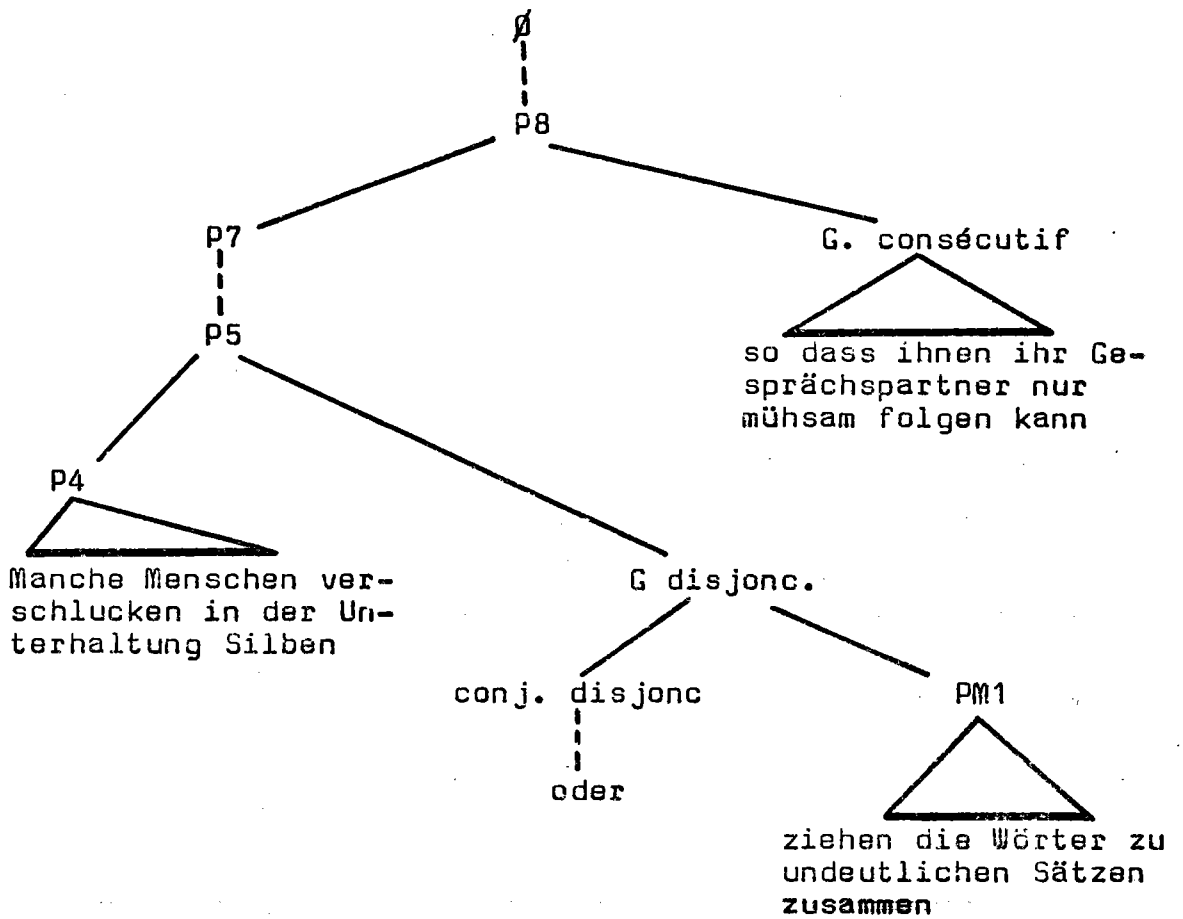 Ø
P8
P7
G. consécutif
P5
so dass ihnen ihr Ge-
sprächspartner nur
mühsam folgen kann
P4
Manche Menschen ver-
schlucken in der Un-
terhaltung Silben
G disjonc.
conj. disjonc
PM1
oder
ziehen die Wörter zu
undeutlichen Sätzen
zusammen